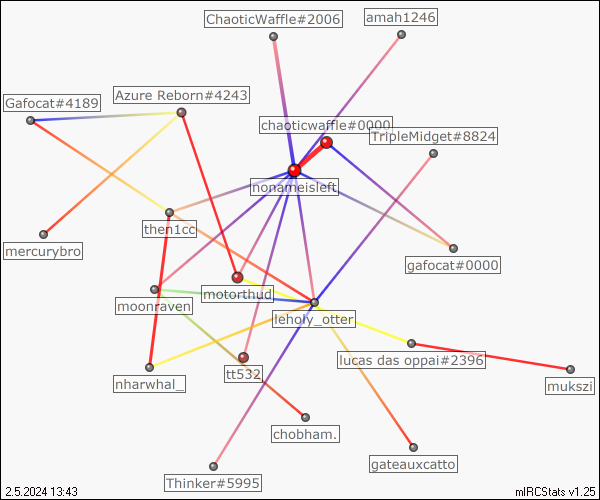 ChaoticWaffle#2006
amah1246
Azure Reborn#4243
Gafocat#4189
chaoticwaffle#0000
TripleMidget#8824
nonameisleft
then1cc
mercurybro
gafocat#0000
motorthud
moonraven
leholy_otter
lucas das oppai#2396
tt532
nharwhal_
mukszi
chobham.
gateauxcatto
Thinker#5995
2.5.2024 13:43
mIRCStats v1.25